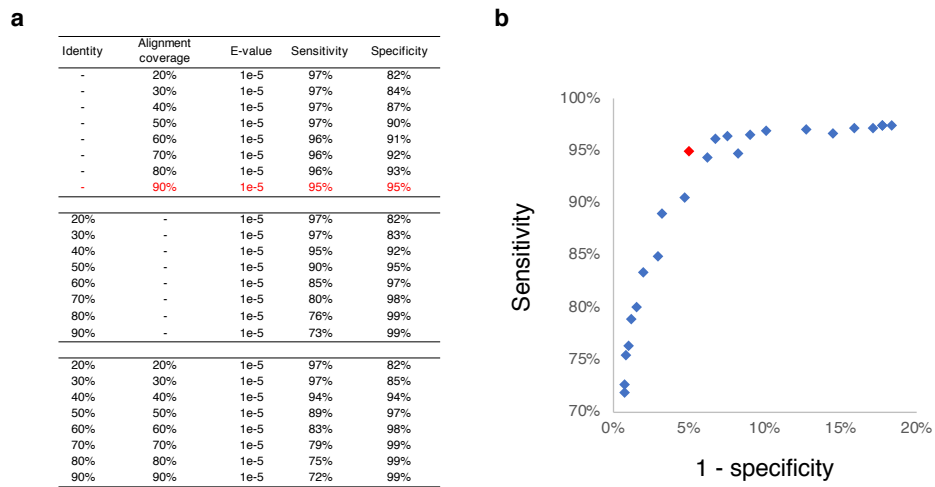 a
Identity Alignment coverage E-value Sensitivity Specificity
- 20% 1e-5 97% 82%
- 30% 1e-5 97% 84%
- 40% 1e-5 97% 87%
- 50% 1e-5 97% 90%
- 60% 1e-5 96% 91%
- 70% 1e-5 96% 92%
- 80% 1e-5 96% 93%
- 90% 1e-5 95% 95%
20% - 1e-5 97% 82%
30% - 1e-5 97% 83%
40% - 1e-5 95% 92%
50% - 1e-5 90% 95%
60% - 1e-5 85% 97%
70% - 1e-5 80% 98%
80% - 1e-5 76% 99%
90% - 1e-5 73% 99%
20% 20% 1e-5 97% 82%
30% 30% 1e-5 97% 85%
40% 40% 1e-5 94% 94%
50% 50% 1e-5 89% 97%
60% 60% 1e-5 83% 98%
70% 70% 1e-5 79% 99%
80% 80% 1e-5 75% 99%
90% 90% 1e-5 72% 99%
b
Sensitivity
100%
95%
90%
85%
80%
75%
70%
0% 5% 10% 15% 20%
1 - specificity